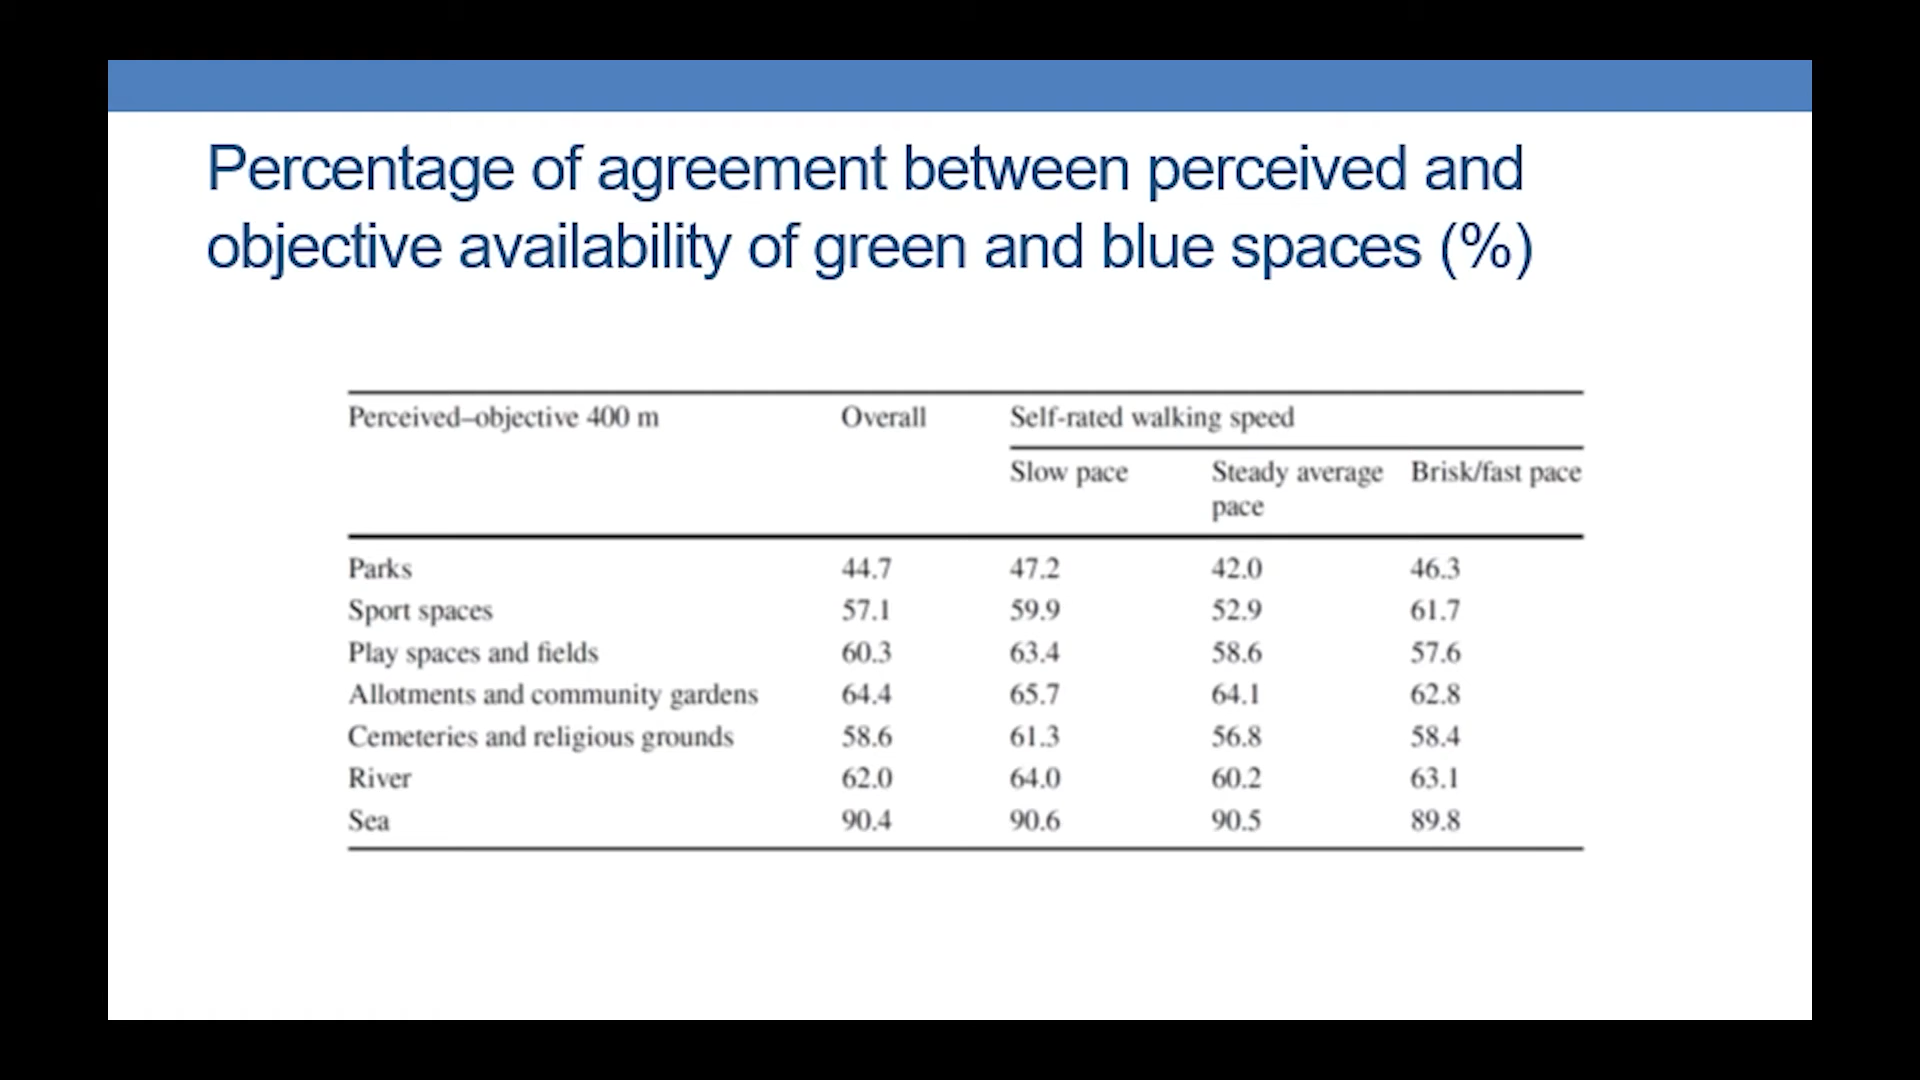 Percentage of agreement between perceived and
objective availability of green and blue spaces (%)
Perceived–objective 400 m Overall Self-rated walking speed
Slow pace Steady average Brisk/fast pace
pace
Parks 44.7 47.2 42.0 46.3
Sport spaces 57.1 59.9 52.9 61.7
Play spaces and fields 60.3 63.4 58.6 57.6
Allotments and community gardens 64.4 65.7 64.1 62.8
Cemeteries and religious grounds 58.6 61.3 56.8 58.4
River 62.0 64.0 60.2 63.1
Sea 90.4 90.6 90.5 89.8